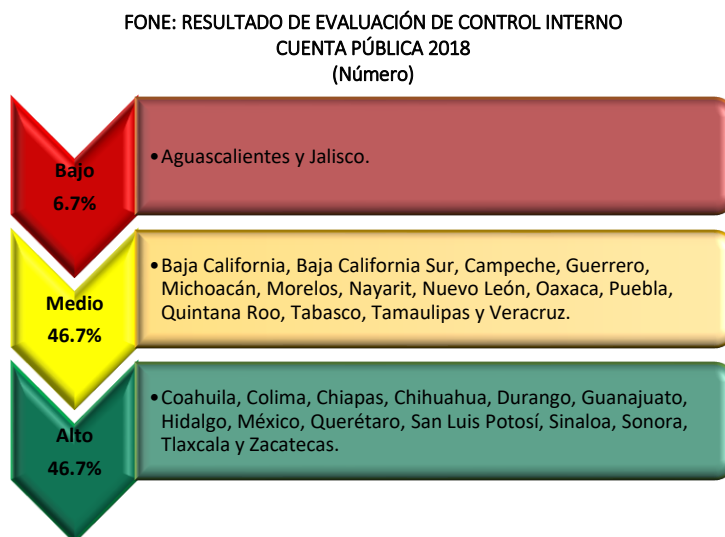 FONE: RESULTADO DE EVALUACIÓN DE CONTROL INTERNO
CUENTA PÚBLICA 2018
(Número)
Bajo
6.7%
•Aguascalientes y Jalisco.
Medio
46.7%
•Baja California, Baja California Sur, Campeche, Guerrero,
Michoacán, Morelos, Nayarit, Nuevo León, Oaxaca, Puebla,
Quintana Roo, Tabasco, Tamaulipas y Veracruz.
Alto
46.7%
•Coahuila, Colima, Chiapas, Chihuahua, Durango, Guanajuato,
Hidalgo, México, Querétaro, San Luis Potosí, Sinaloa, Sonora,
Tlaxcala y Zacatecas.